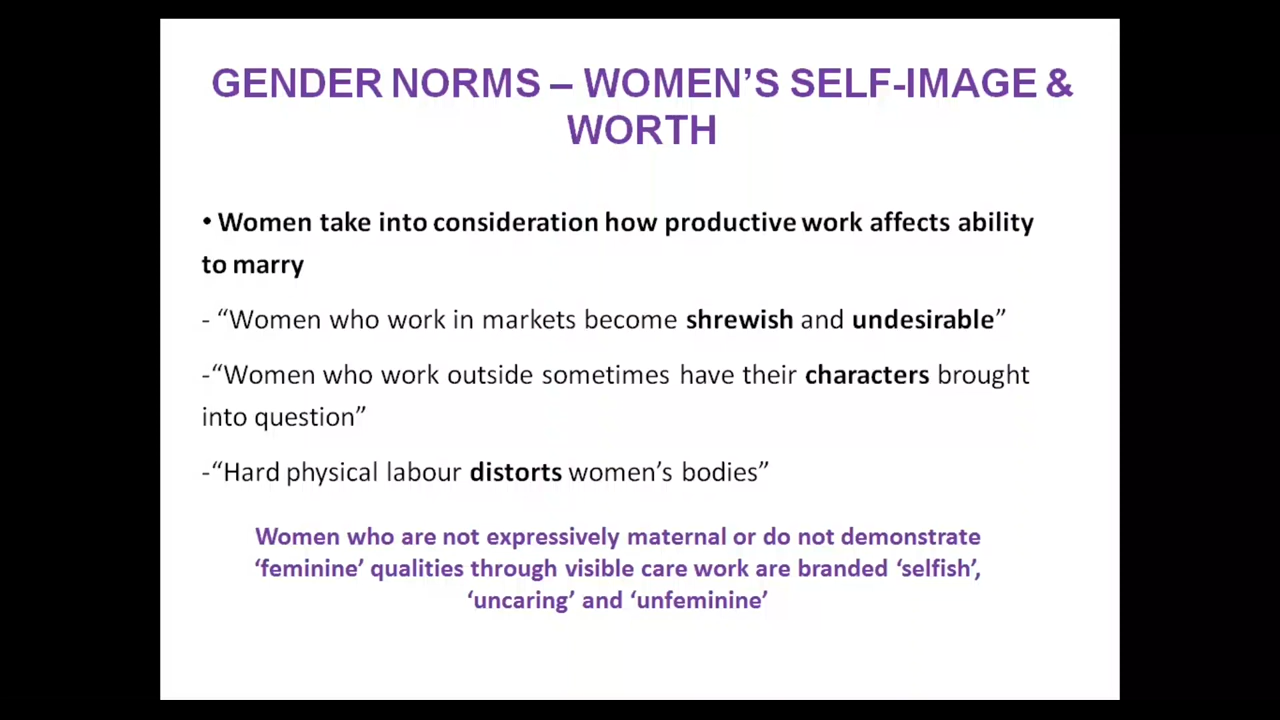 GENDER NORMS – WOMEN’S SELF-IMAGE &
WORTH
• Women take into consideration how productive work affects ability
to marry
- “Women who work in markets become shrewish and undesirable”
-“Women who work outside sometimes have their characters brought
into question”
-“Hard physical labour distorts women’s bodies”
Women who are not expressively maternal or do not demonstrate
‘feminine’ qualities through visible care work are branded ‘selfish’,
‘uncaring’ and ‘unfeminine’